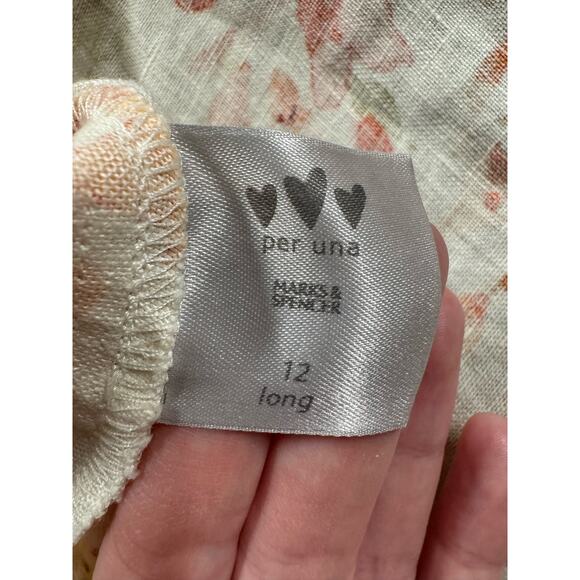 per una
MARKS &
SPENCER
12
long